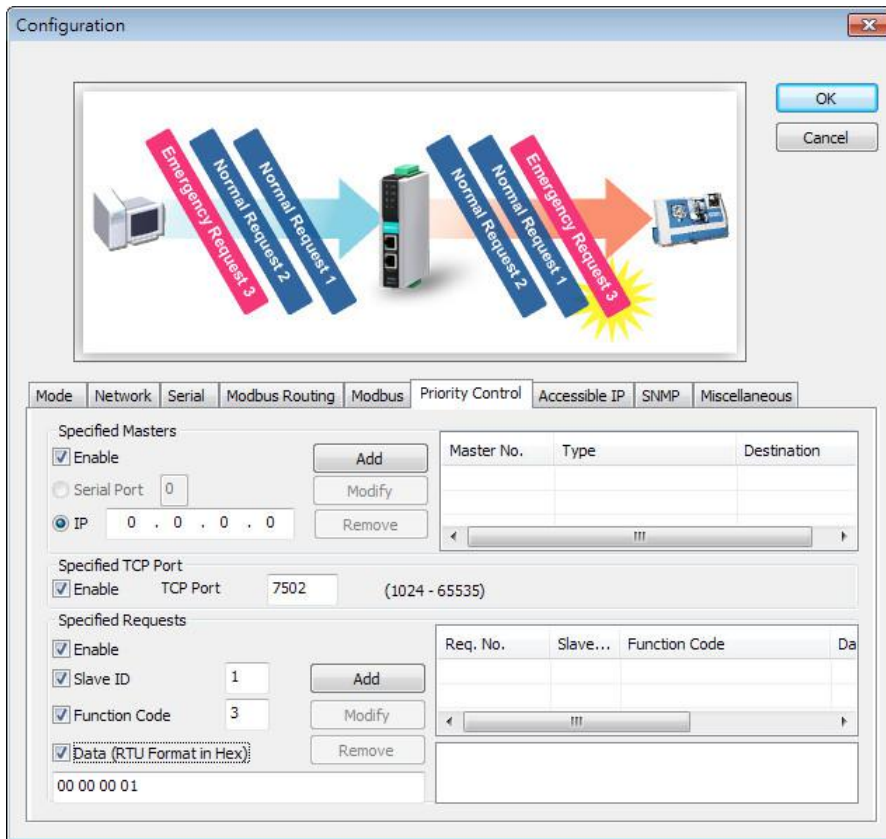 Configuration
OK
Cancel
Emergency Request 3
Normal Request 2
Normal Request 1
Normal Request 2
Normal Request 1
Emergency Request 3
Mode Network Serial Modbus Routing Modbus Priority Control Accessible IP SNMP Miscellaneous
Specified Masters
Enable Add
Serial Port 0 Modify
IP 0 . 0 . 0 . 0 Remove
Master No. Type Destination
Specified TCP Port
Enable TCP Port 7502 (1024 - 65535)
Specified Requests
Enable
Slave ID 1 Add
Function Code 3 Modify
Data (RTU Format in Hex) Remove
00 00 00 01
Req. No. Slave... Function Code Da